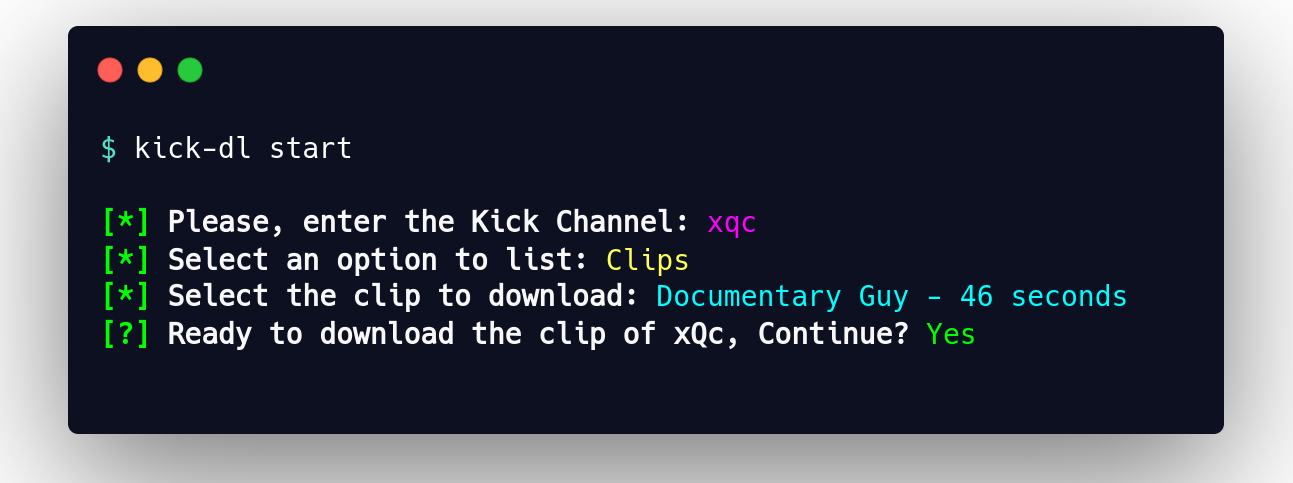 $ kick-dl start
[*] Please, enter the Kick Channel: xqc
[*] Select an option to list: Clips
[*] Select the clip to download: Documentary Guy - 46 seconds
[?] Ready to download the clip of xQc, Continue? Yes